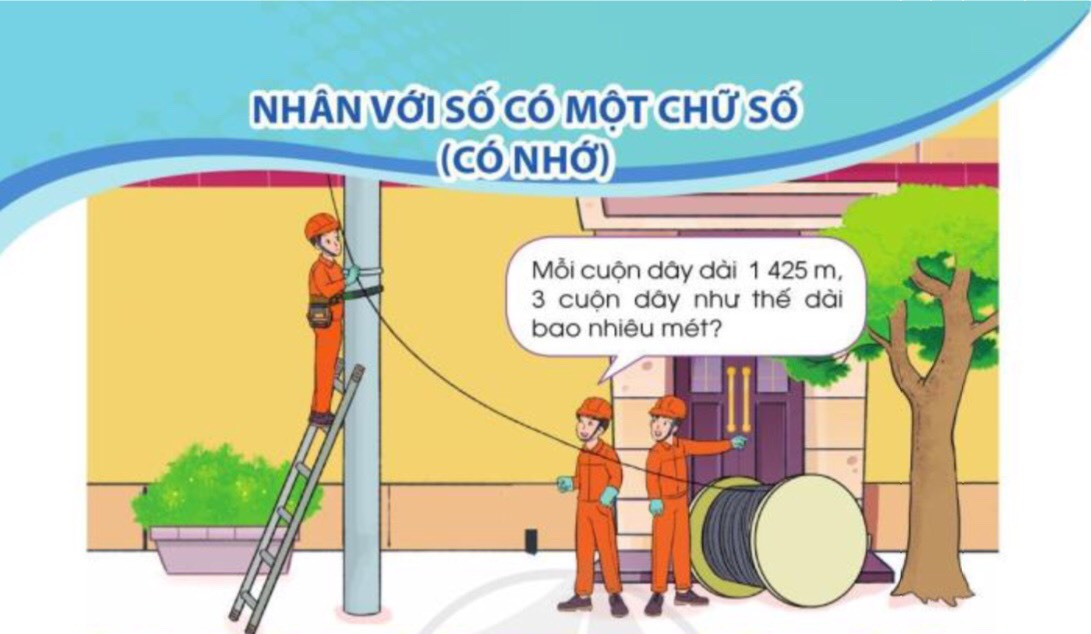 NHÂN VỚI SỐ CÓ MỘT CHỮ SỐ
(CÓ NHỚ)
Mỗi cuộn dây dài 1 425 m,
3 cuộn dây như thế dài
bao nhiêu mét?